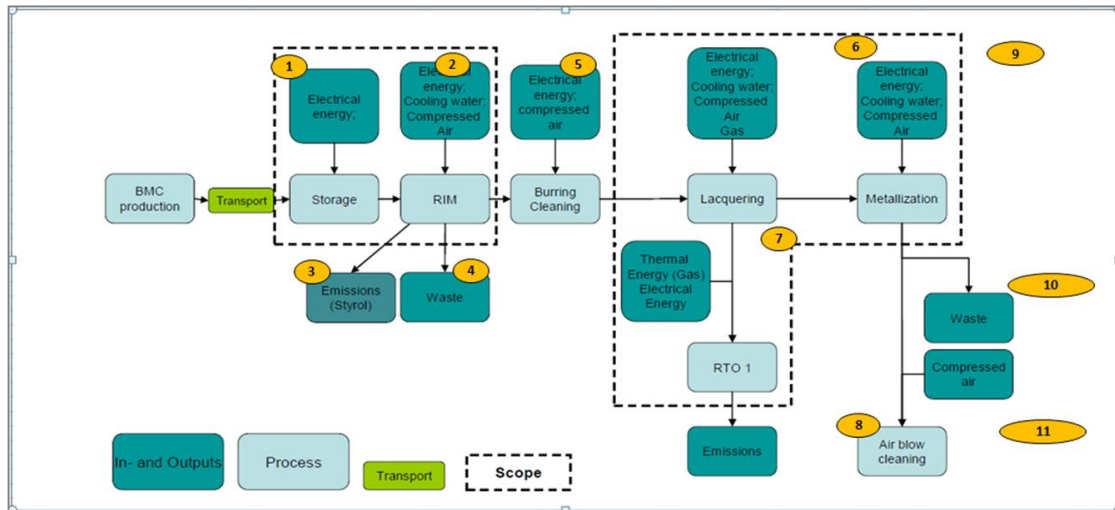 1
Electrical
energy;
2
Electrical
energy;
Cooling water;
Compressed
Air
5
Electrical
energy;
compressed
air
Electrical
energy;
Cooling water;
Compressed
Air
Gas
6
Electrical
energy;
Cooling water;
Compressed
Air
9
BMC
production
Transport
Storage
RIM
Burring
Cleaning
Lacquering
Metallization
3
Emissions
(Styrol)
4
Waste
7
Thermal
Energy (Gas)
Electrical
Energy
10
Waste
RTO 1
Compressed
air
8
Air blow
cleaning
11
Emissions
In- and Outputs
Process
Transport
Scope